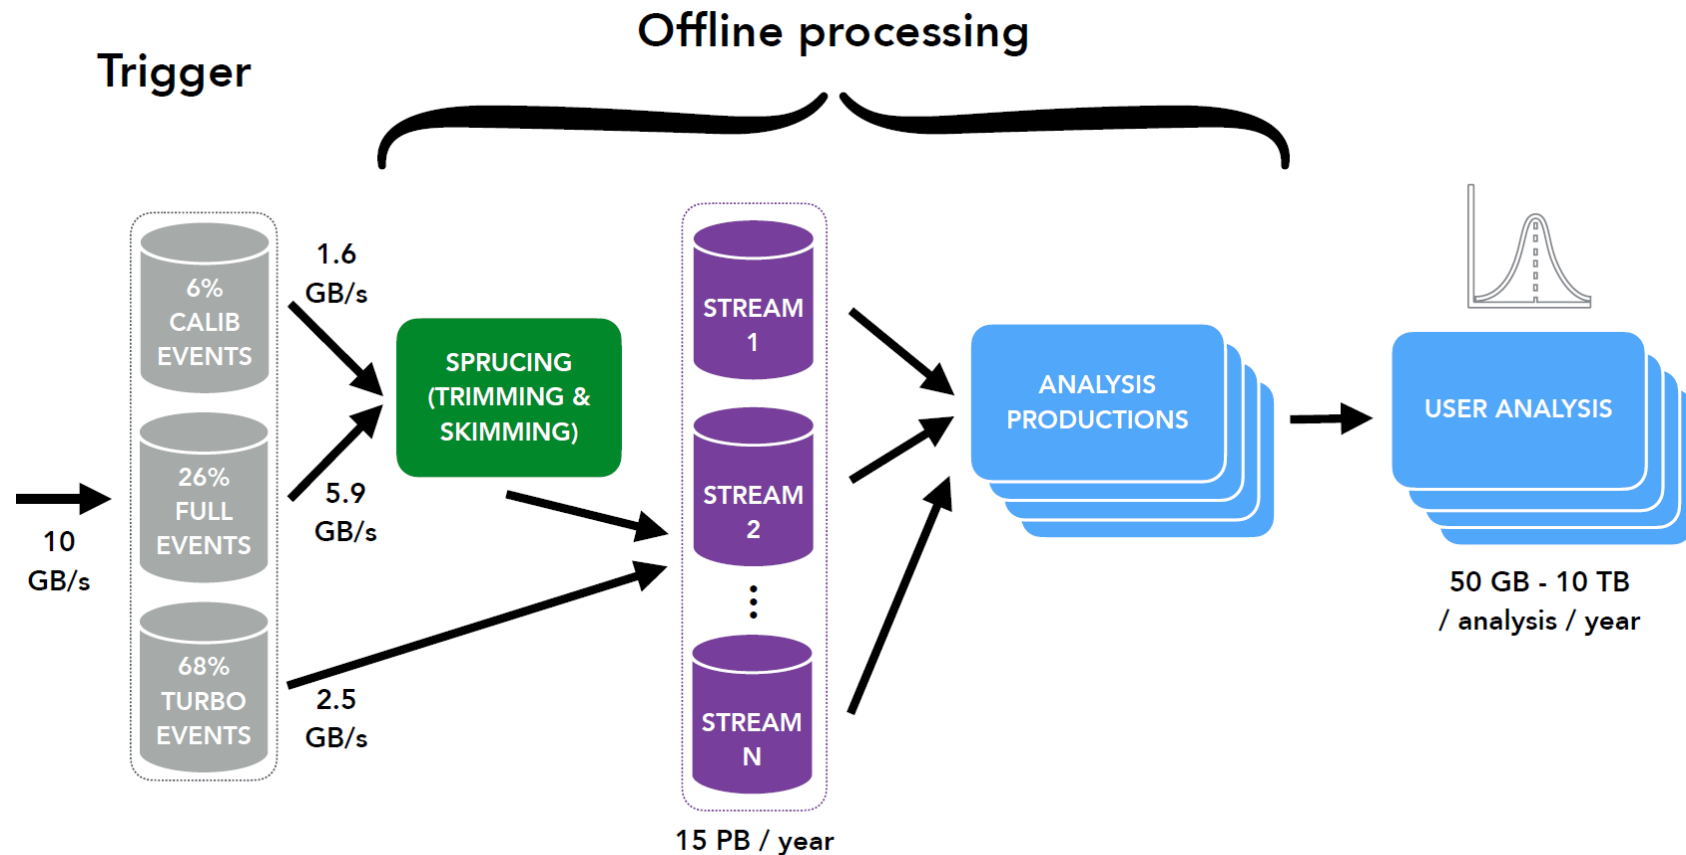 Offline processing
Trigger
10
GB/s
6%
CALIB
EVENTS
26%
FULL
EVENTS
68%
TURBO
EVENTS
1.6
GB/s
5.9
GB/s
2.5
GB/s
SPRUCING
(TRIMMING &
SKIMMING)
STREAM
1
STREAM
2
STREAM
N
15 PB / year
ANALYSIS
PRODUCTIONS
USER ANALYSIS
50 GB - 10 TB
/ analysis / year